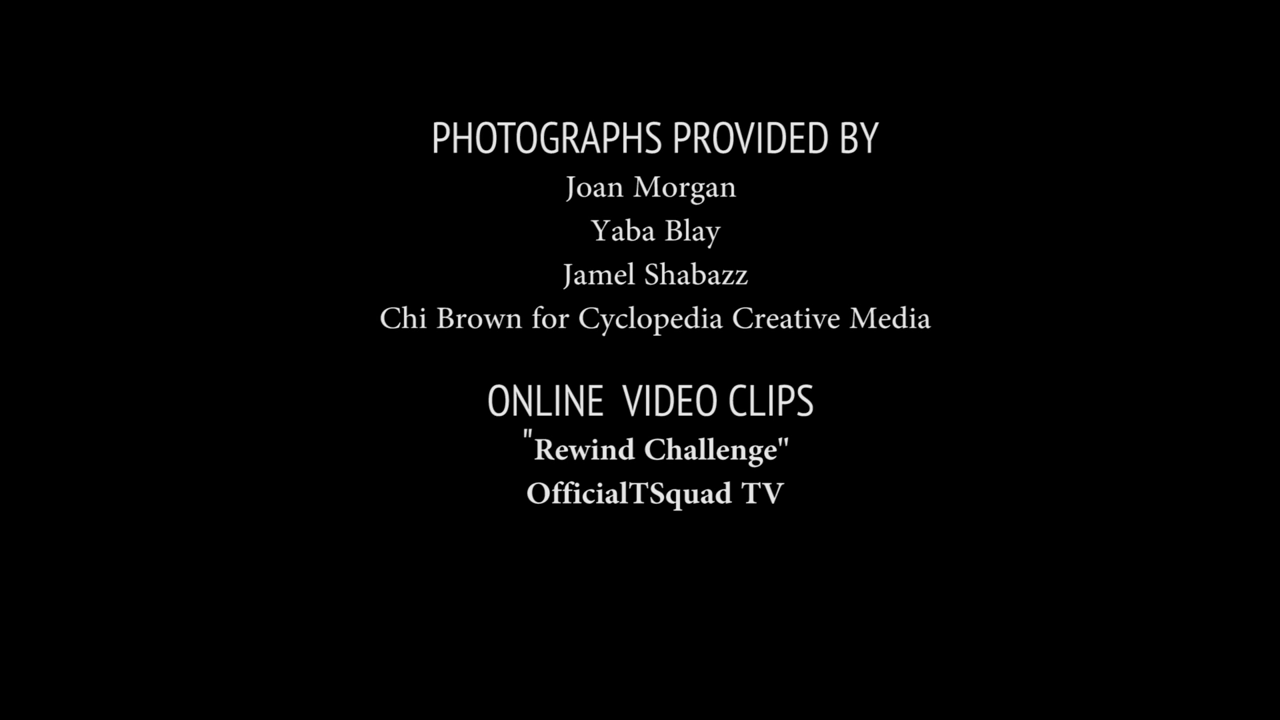 PHOTOGRAPHS PROVIDED BY
Joan Morgan
Yaba Blay
Jamel Shabazz
Chi Brown for Cyclopedia Creative Media
ONLINE VIDEO CLIPS
"Rewind Challenge"
OfficialTSquad TV